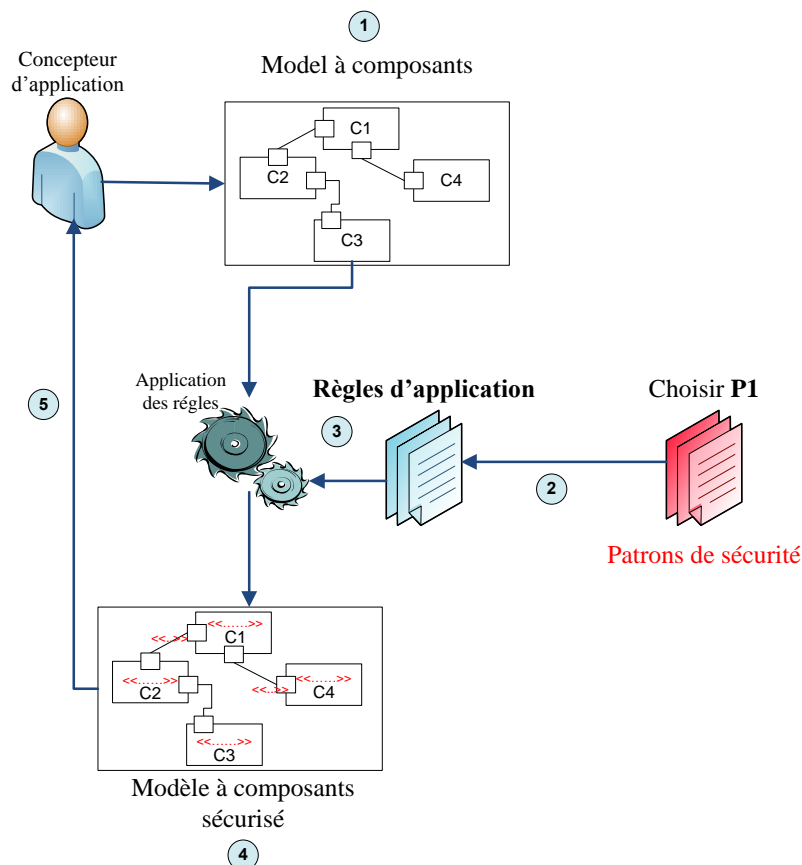 1
Concepteur
d'application
Model à composants
C1
C2
C4
C3
Application
des régles
5
Règles d'application
Choisir P1
3
2
Patrons de sécurité
<<......>>
<<..>>
C1
<<......>>
<<......>>
C2
<<..>>
C4
<<......>>
C3
Modèle à composants
sécurisé
4